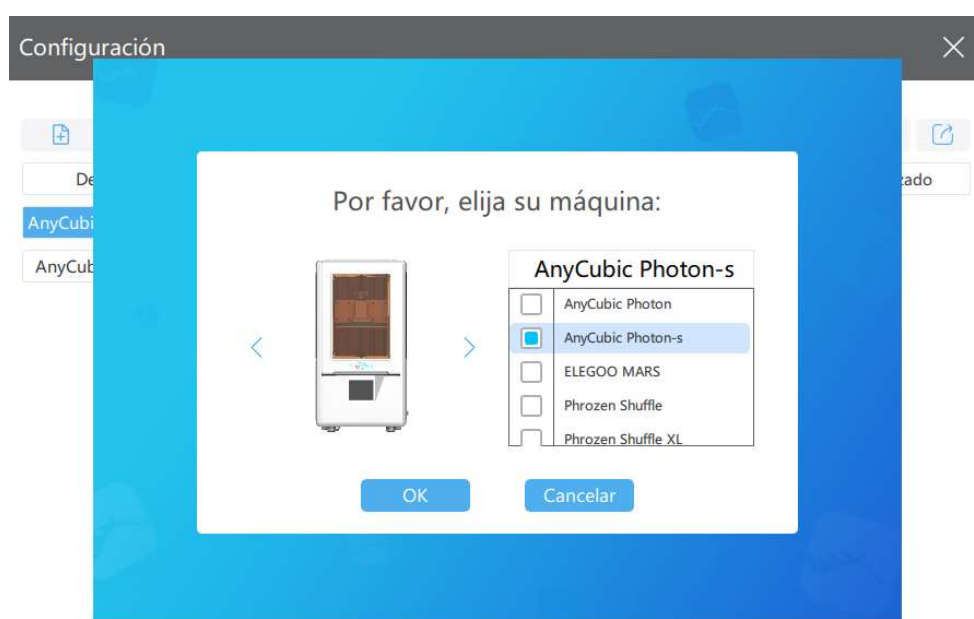 Configuración
Por favor, elija su máquina:
AnyCubic Photon-s
AnyCubic Photon
AnyCubic Photon-s
ELEGOO MARS
Phrozen Shuffle
Phrozen Shuffle XL
OK
Cancelar